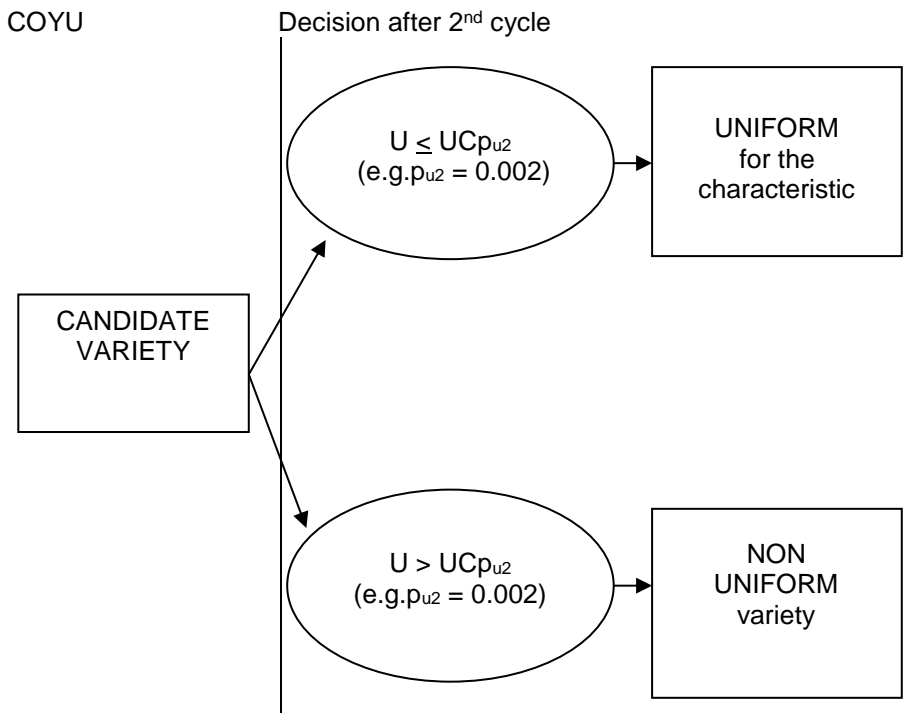 COYU
Decision after 2nd cycle
U ≤ UCpu2
(e.g.pu2 = 0.002)
UNIFORM
for the
characteristic
CANDIDATE
VARIETY
U > UCpu2
(e.g.pu2 = 0.002)
NON
UNIFORM
variety